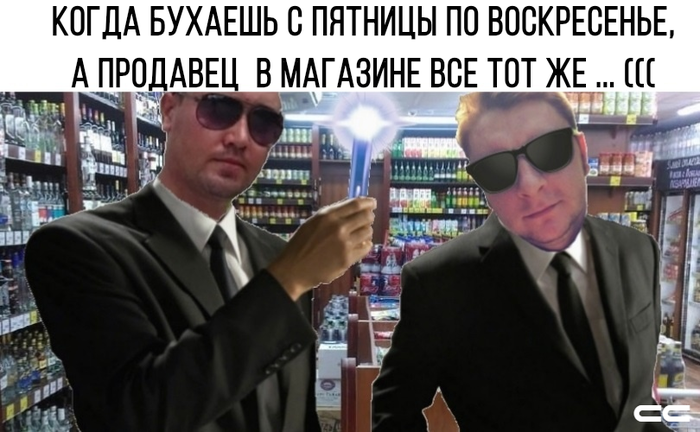 КОГДА БУХАЕШЬ С ПЯТНИЦЫ ПО ВОСКРЕСЕНЬЕ,
А ПРОДАВЕЦ В МАГАЗИНЕ ВСЕ ТОТ ЖЕ ... (((